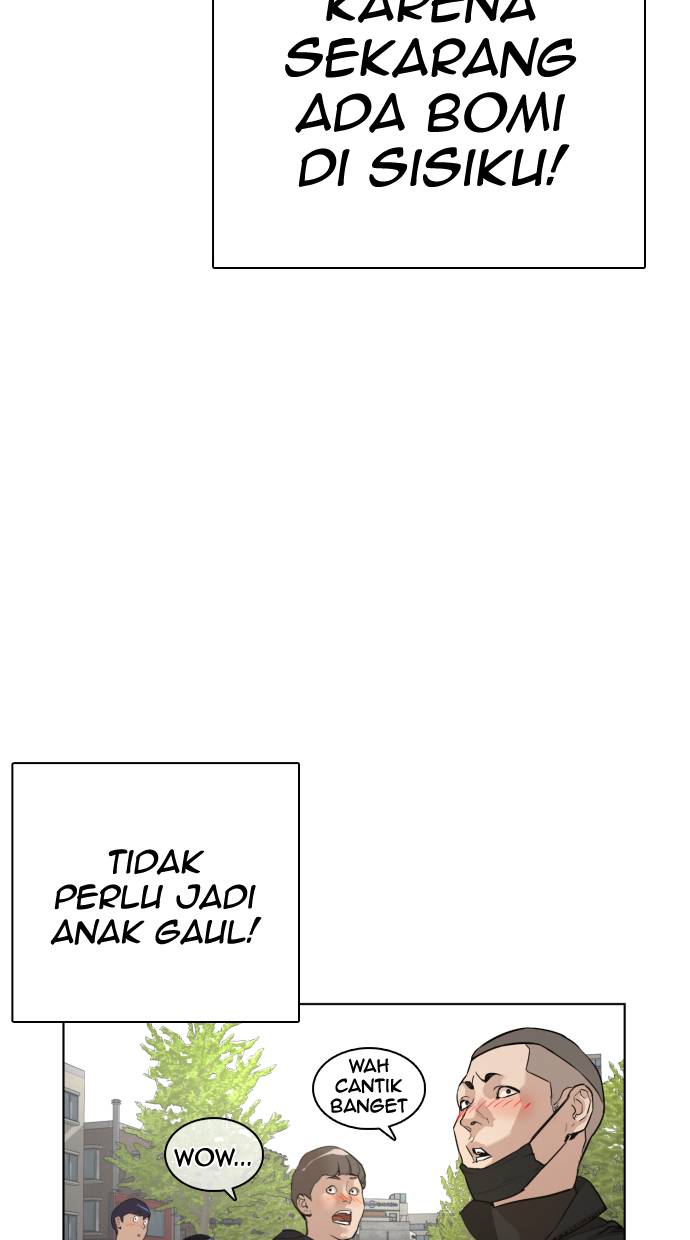 KARENA
SEKARANG
ADA BOMI
DI SISIKU!
TIDAK
PERLU JADI
ANAK GAUL!
WAH
CANTIK
BANGET
WOW...